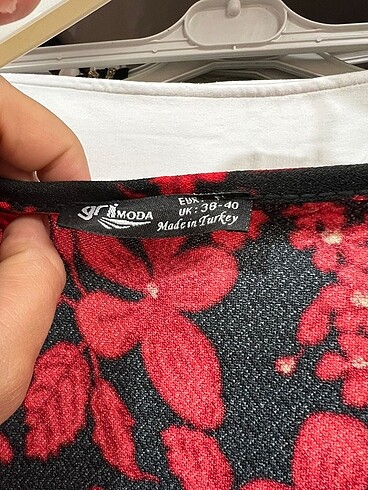 gri MODA
EUR
UK: 38-40
Made in Turkey